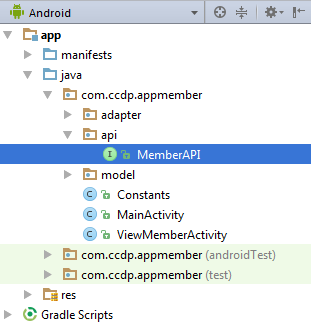 Android
app
manifests
java
com.ccdp.appmember
adapter
api
I MemberAPI
model
C Constants
C MainActivity
C ViewMemberActivity
com.ccdp.appmember (androidTest)
com.ccdp.appmember (test)
res
Gradle Scripts